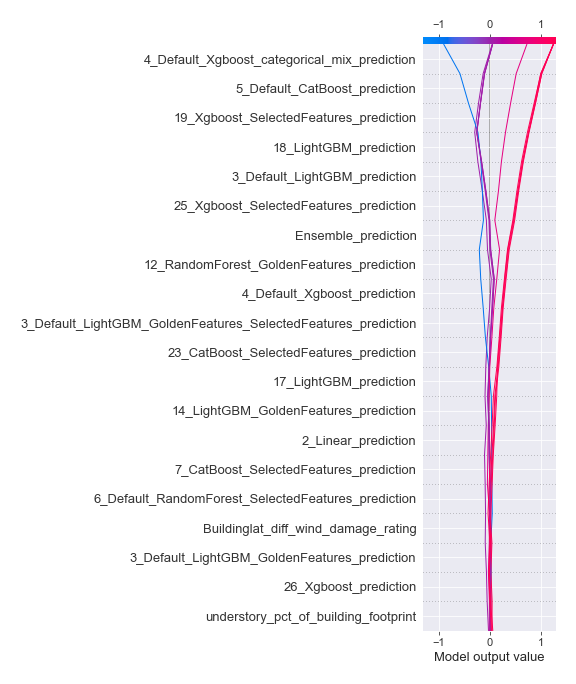 −1 0 1
4_Default_Xgboost_categorical_mix_prediction
5_Default_CatBoost_prediction
19_Xgboost_SelectedFeatures_prediction
18_LightGBM_prediction
3_Default_LightGBM_prediction
25_Xgboost_SelectedFeatures_prediction
Ensemble_prediction
12_RandomForest_GoldenFeatures_prediction
4_Default_Xgboost_prediction
3_Default_LightGBM_GoldenFeatures_SelectedFeatures_prediction
23_CatBoost_SelectedFeatures_prediction
17_LightGBM_prediction
14_LightGBM_GoldenFeatures_prediction
2_Linear_prediction
7_CatBoost_SelectedFeatures_prediction
6_Default_RandomForest_SelectedFeatures_prediction
Buildinglat_diff_wind_damage_rating
3_Default_LightGBM_GoldenFeatures_prediction
26_Xgboost_prediction
understory_pct_of_building_footprint
−1 0 1
Model output value